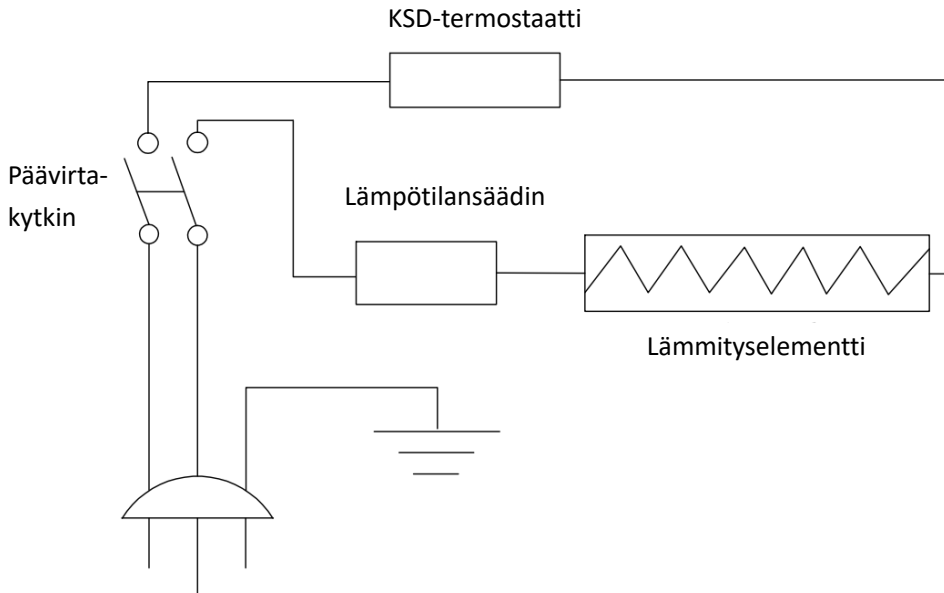 KSD-termostaatti
Päävirta-
kytkin
Lämpötilansäädin
Lämmityselementti